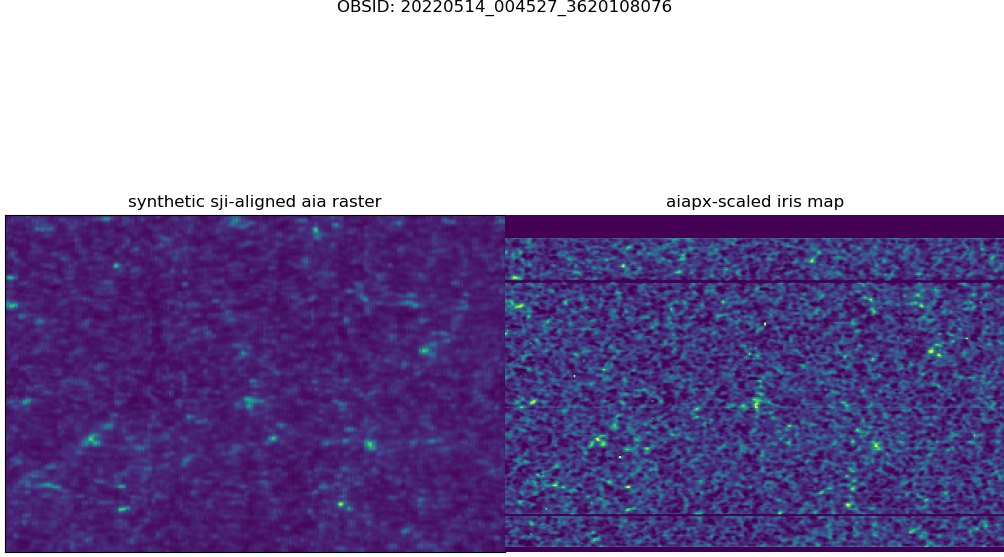 OBSID: 20220514_004527_3620108076
synthetic sji-aligned aia raster
aiapx-scaled iris map